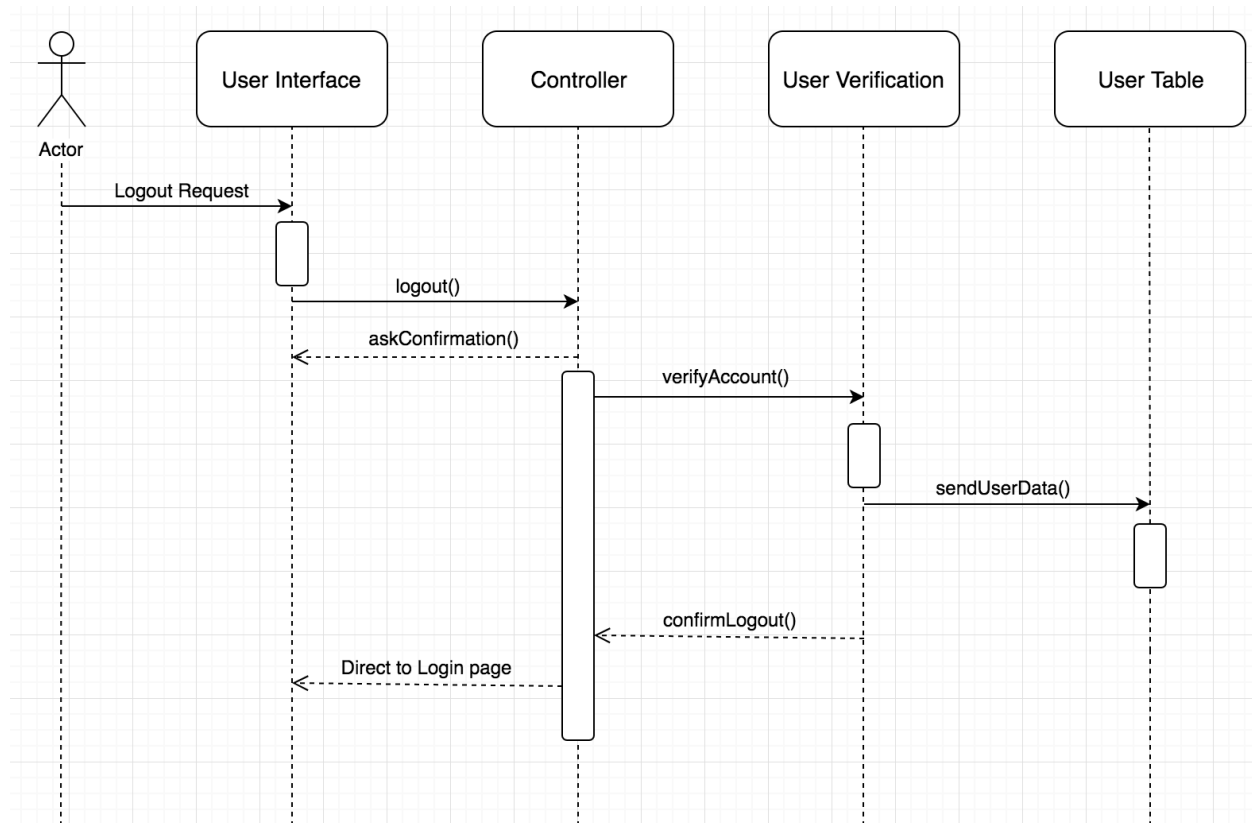 User Interface
Controller
User Verification
User Table
Actor
Logout Request
logout()
askConfirmation()
verifyAccount()
sendUserData()
confirmLogout()
Direct to Login page